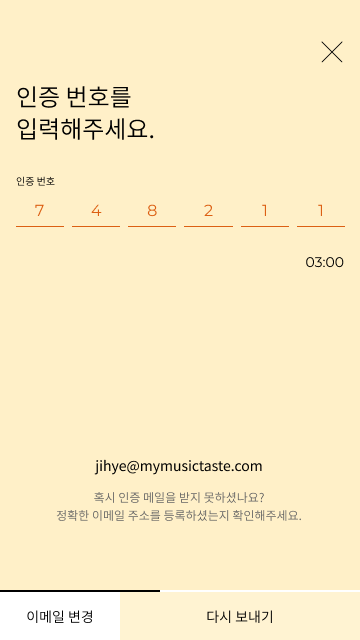 인증 번호를
입력해주세요.
인증 번호
7 4 8 2 1 1
03:00
jihye@mymusictaste.com
혹시 인증 메일을 받지 못하셨나요?
정확한 이메일 주소를 등록하셨는지 확인해주세요.
이메일 변경
다시 보내기